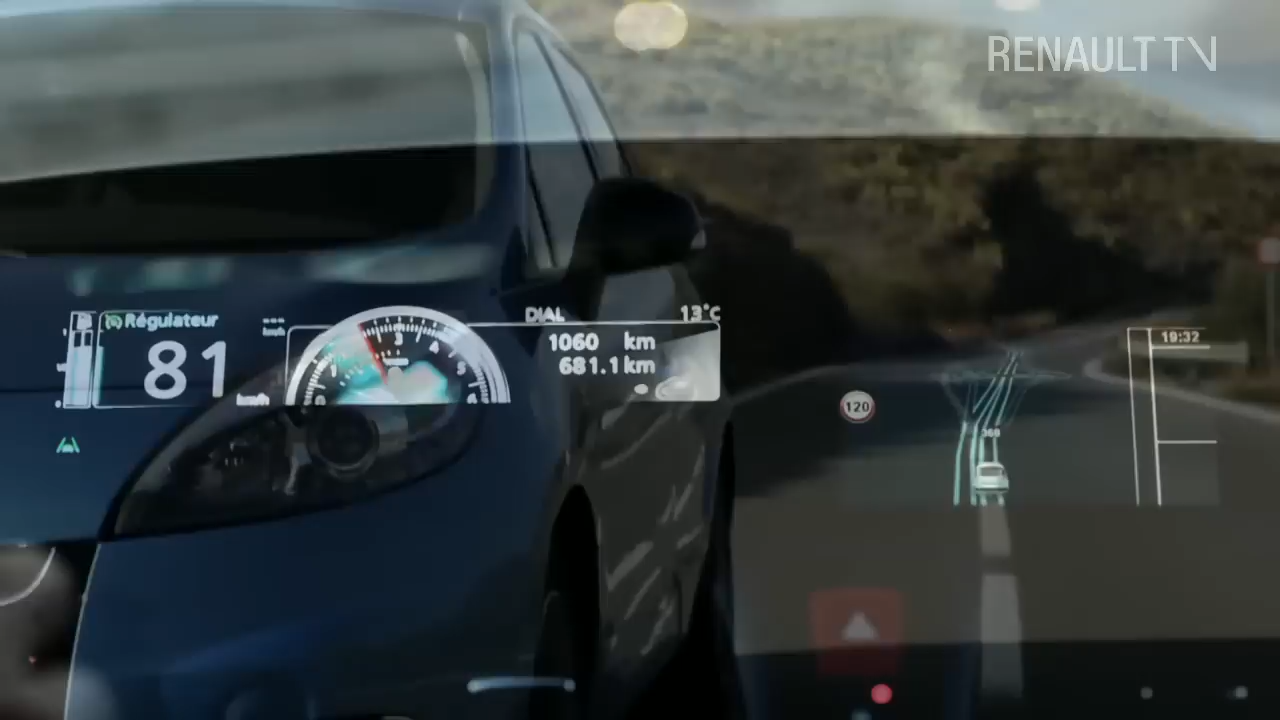 RENAULT TV
Régulateur
81
km/h
DIAL
13°C
1060 km
681.1 km
120
19:32